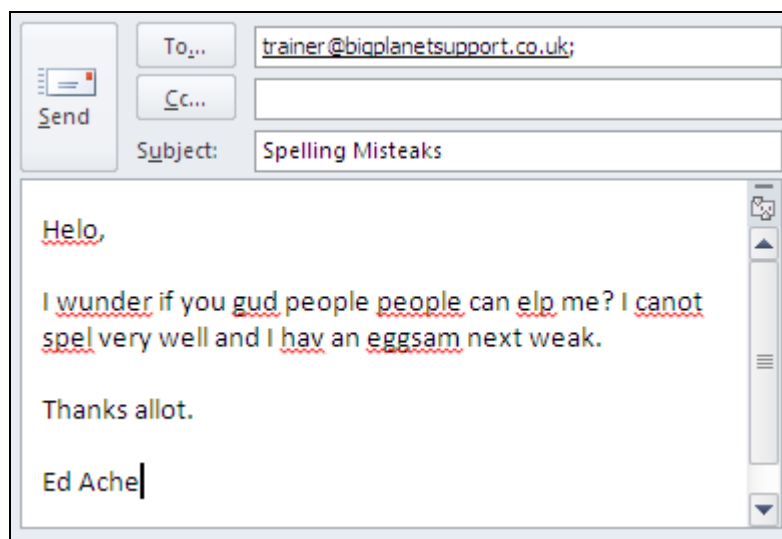 To...
trainer@bigplanetsupport.co.uk;
Cc...
Send
Subject:
Spelling Misteaks
Helo,
I wunder if you gud people people can elp me? I canot
spel very well and I hav an eggsam next weak.
Thanks allot.
Ed Ache